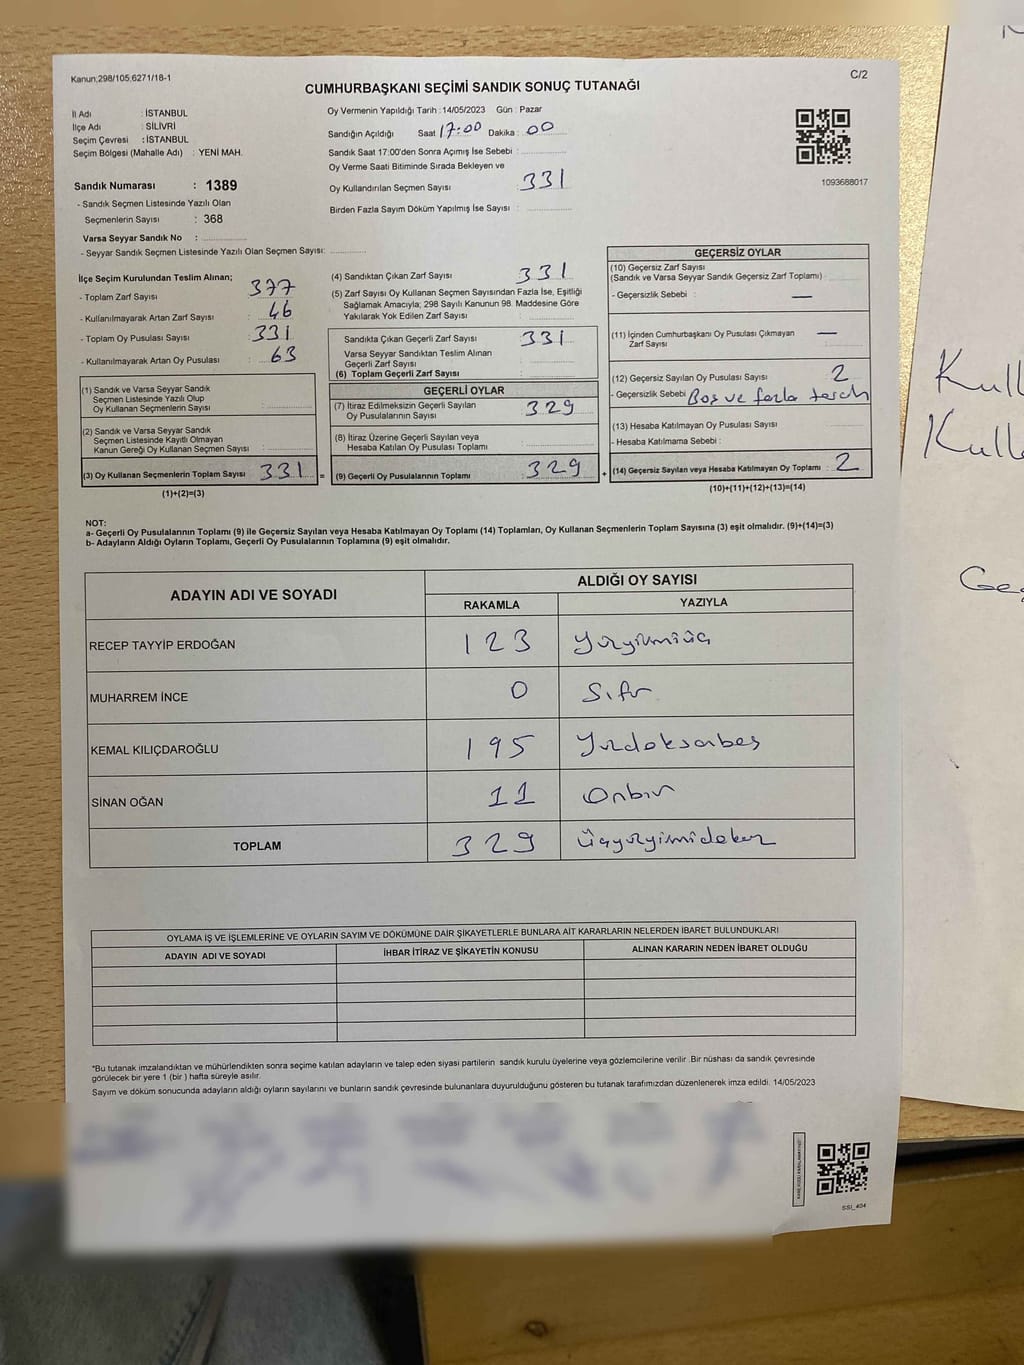 Kanun;298/105,6271/18-1
C/2
CUMHURBAŞKANI SEÇİMİ SANDIK SONUÇ TUTANAĞI
İl Adı : İSTANBUL
İlçe Adı : SİLİVRİ
Seçim Çevresi : İSTANBUL
Seçim Bölgesi (Mahalle Adı) : YENİ MAH.
Sandık Numarası : 1389
- Sandık Seçmen Listesinde Yazılı Olan
Seçmenlerin Sayısı : 368
Varsa Seyyar Sandık No :
- Seyyar Sandık Seçmen Listesinde Yazılı Olan Seçmen Sayısı:
Oy Vermenin Yapıldığı Tarih : 14/05/2023 Gün : Pazar
Sandığın Açıldığı Saat 17:00 Dakika : 00
Sandık Saat 17:00'den Sonra Açımış İse Sebebi :
Oy Verme Saati Bitiminde Sırada Bekleyen ve
Oy Kullandırılan Seçmen Sayısı : 331
Birden Fazla Sayım Döküm Yapılmış İse Sayısı :
1093688017
İlçe Seçim Kurulundan Teslim Alınan;
- Toplam Zarf Sayısı : 377
- Kullanılmayarak Artan Zarf Sayısı : 46
- Toplam Oy Pusulası Sayısı : 331
- Kullanılmayarak Artan Oy Pusulası : 63
(1) Sandık ve Varsa Seyyar Sandık
Seçmen Listesinde Yazılı Olup
Oy Kullanan Seçmenlerin Sayısı :
(2) Sandık ve Varsa Seyyar Sandık
Seçmen Listesinde Kayıtlı Olmayan
Kanun Gereği Oy Kullanan Seçmen Sayısı :
(3) Oy Kullanan Seçmenlerin Toplam Sayısı : 331 =
(1)+(2)=(3)
(4) Sandıktan Çıkan Zarf Sayısı : 331
(5) Zarf Sayısı Oy Kullanan Seçmen Sayısından Fazla İse, Eşitliği
Sağlamak Amacıyla; 298 Sayılı Kanunun 98. Maddesine Göre
Yakılarak Yok Edilen Zarf Sayısı :
Sandıkta Çıkan Geçerli Zarf Sayısı : 331
Varsa Seyyar Sandıktan Teslim Alınan
Geçerli Zarf Sayısı :
(6) Toplam Geçerli Zarf Sayısı :
GEÇERLİ OYLAR
(7) İtiraz Edilmeksizin Geçerli Sayılan
Oy Pusulalarının Sayısı : 329
(8) İtiraz Üzerine Geçerli Sayılan veya
Hesaba Katılan Oy Pusulası Toplamı :
(9) Geçerli Oy Pusulalarının Toplamı : 329 +
GEÇERSİZ OYLAR
(10) Geçersiz Zarf Sayısı
(Sandık ve Varsa Seyyar Sandık Geçersiz Zarf Toplamı) :
- Geçersizlik Sebebi : —
(11) İçinden Cumhurbaşkanı Oy Pusulası Çıkmayan : —
Zarf Sayısı
(12) Geçersiz Sayılan Oy Pusulası Sayısı : 2
- Geçersizlik Sebebi : Boş ve fazla tercih
(13) Hesaba Katılmayan Oy Pusulası Sayısı :
- Hesaba Katılmama Sebebi :
(14) Geçersiz Sayılan veya Hesaba Katılmayan Oy Toplamı : 2
(10)+(11)+(12)+(13)=(14)
NOT:
a- Geçerli Oy Pusulalarının Toplamı (9) ile Geçersiz Sayılan veya Hesaba Katılmayan Oy Toplamı (14) Toplamları, Oy Kullanan Seçmenlerin Toplam Sayısına (3) eşit olmalıdır. (9)+(14)=(3)
b- Adayların Aldığı Oyların Toplamı, Geçerli Oy Pusulalarının Toplamına (9) eşit olmalıdır.
ADAYIN ADI VE SOYADI
ALDIĞI OY SAYISI
RAKAMLA YAZIYLA
RECEP TAYYİP ERDOĞAN 123 Yüzyirmiüç
MUHARREM İNCE 0 Sıfır
KEMAL KILIÇDAROĞLU 195 Yüzdoksanbeş
SİNAN OĞAN 11 Onbir
TOPLAM 329 Üçyüzyirmidokuz
OYLAMA İŞ VE İŞLEMLERİNE VE OYLARIN SAYIM VE DÖKÜMÜNE DAİR ŞİKAYETLERLE BUNLARA AİT KARARLARIN NELERDEN İBARET BULUNDUKLARI
ADAYIN ADI VE SOYADI İHBAR İTİRAZ VE ŞİKAYETİN KONUSU ALINAN KARARIN NEDEN İBARET OLDUĞU
*Bu tutanak imzalandıktan ve mühürlendikten sonra seçime katılan adayların ve talep eden siyasi partilerin sandık kurulu üyelerine veya gözlemcilerine verilir .Bir nüshası da sandık çevresinde
görülecek bir yere 1 (bir ) hafta süreyle asılır.
Sayım ve döküm sonucunda adayların aldığı oyların sayılarını ve bunların sandık çevresinde bulunanlara duyurulduğunu gösteren bu tutanak tarafımızdan düzenlenerek imza edildi. 14/05/2023
SSİ_404